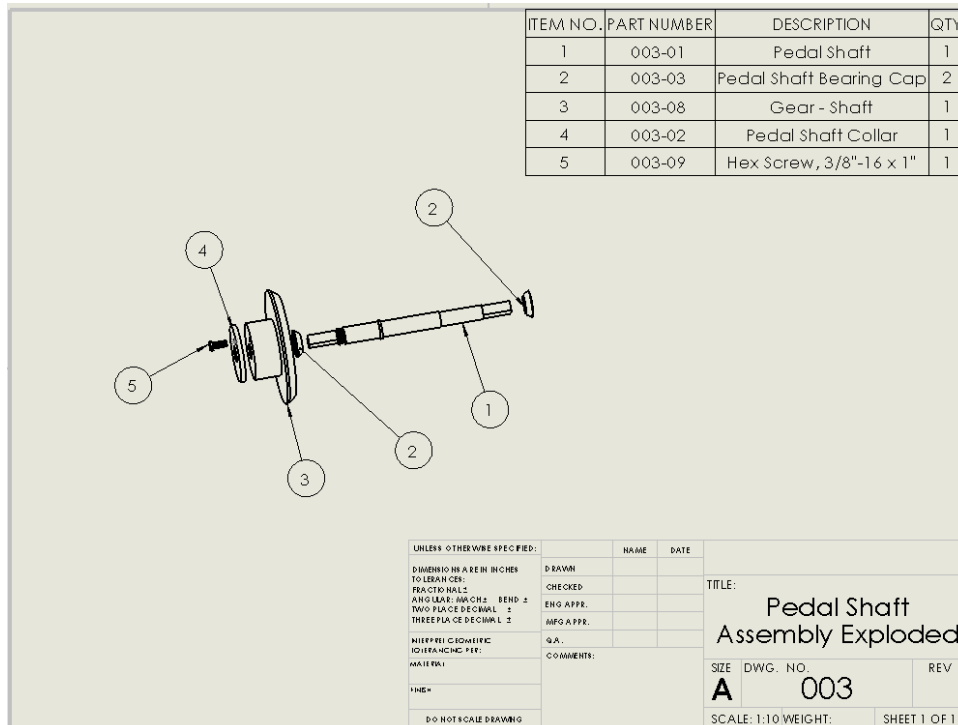 ITEM NO. PART NUMBER DESCRIPTION QTY
1 003-01 Pedal Shaft 1
2 003-03 Pedal Shaft Bearing Cap 2
3 003-08 Gear - Shaft 1
4 003-02 Pedal Shaft Collar 1
5 003-09 Hex Screw, 3/8"-16 x 1" 1
2
4
5
1
2
3
UNLESS OTHERWISE SPECIFIED:
DIMENSIONS ARE IN INCHES
TOLERANCES:
FRACTIONAL ±
ANGULAR: MACH ± BEND ±
TWO PLACE DECIMAL ±
THREE PLACE DECIMAL ±
INTERPRET GEOMETRIC
TOLERANCING PER:
MATERIAL
FINISH
DO NOT SCALE DRAWING
NAME DATE
DRAWN
CHECKED
ENG APPR.
MFG APPR.
Q.A.
COMMENTS:
TITLE:
Pedal Shaft
Assembly Exploded
SIZE DWG. NO. REV
A 003
SCALE: 1:10 WEIGHT: SHEET 1 OF 1